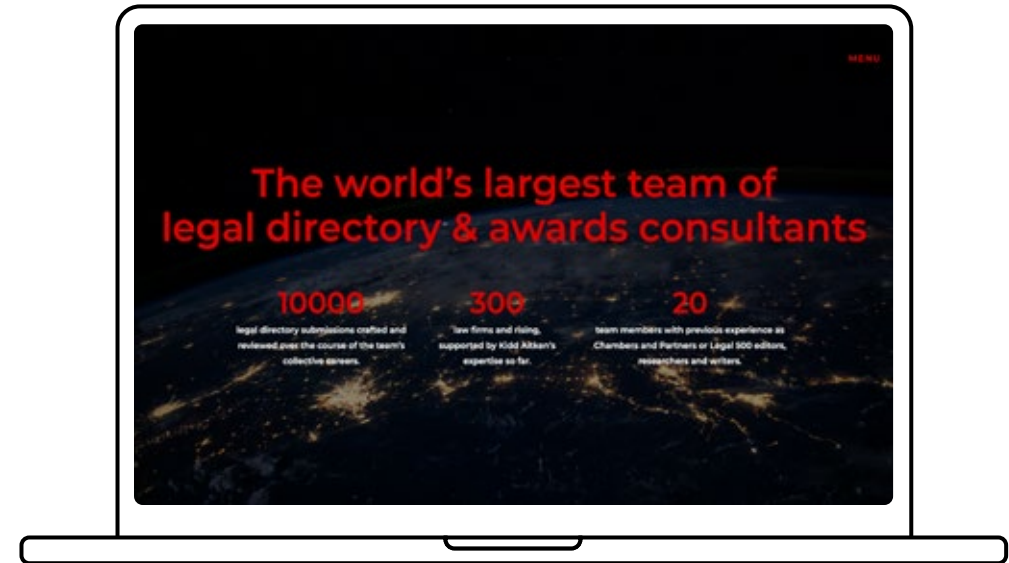 MENU
The world's largest team of
legal directory & awards consultants
10000
300
20
legal directory submissions crafted and
reviewed over the course of the team's
collective careers.
law firms and rising,
supported by Kidd Aitken's
expertise so far.
team members with previous experience as
Chambers and Partners or Legal 500 editors,
researchers and writers.